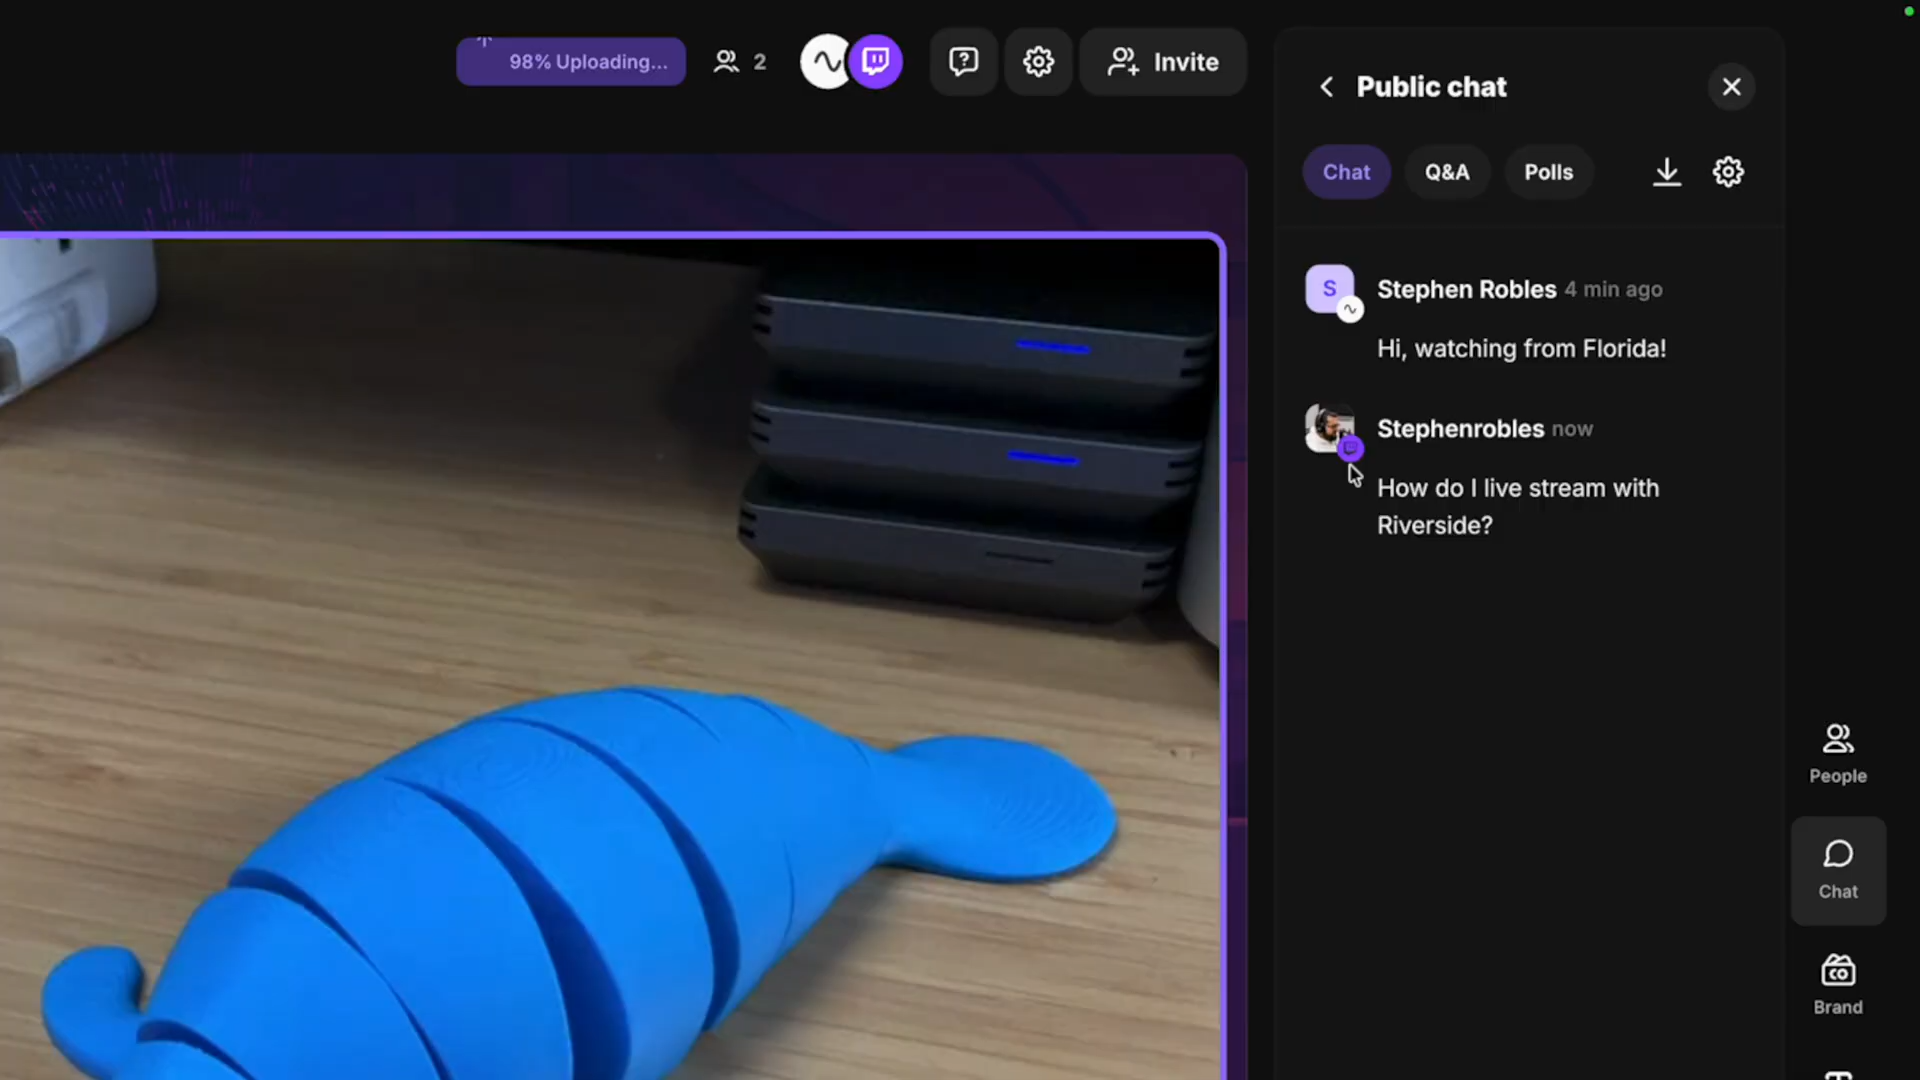 98% Uploading...
2
Invite
Public chat
Chat
Q&A
Polls
S
Stephen Robles 4 min ago
Hi, watching from Florida!
Stephenrobles now
How do I live stream with
Riverside?
People
Chat
CO
Brand